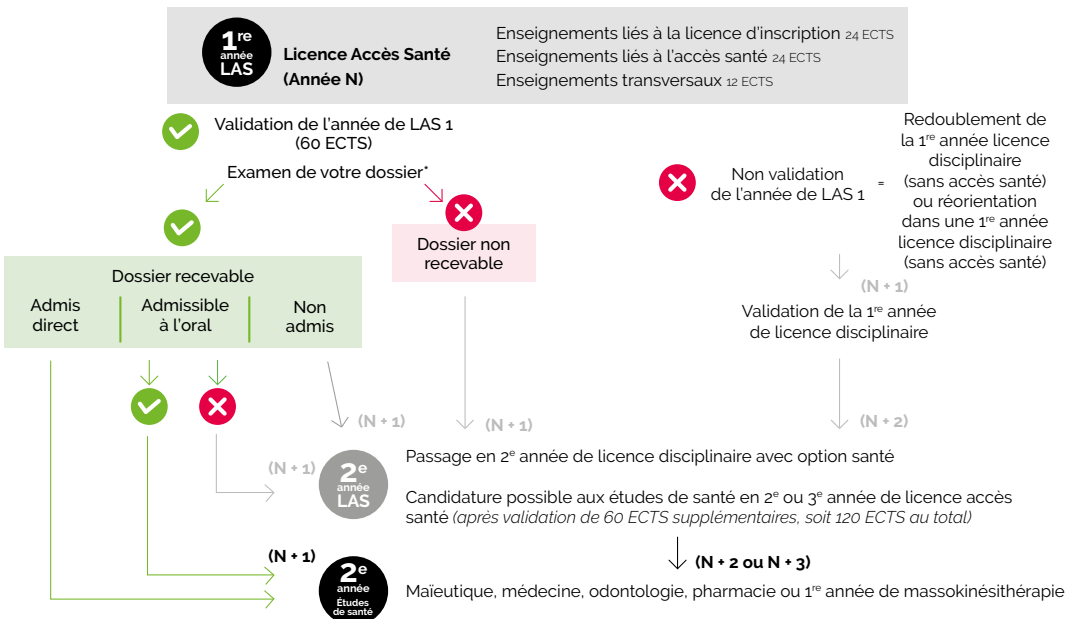 1re
année
LAS
Licence Accès Santé
(Année N)
Enseignements liés à la licence d'inscription 24 ECTS
Enseignements liés à l'accès santé 24 ECTS
Enseignements transversaux 12 ECTS
Validation de l'année de LAS 1
(60 ECTS)
Examen de votre dossier*
Non validation
de l'année de LAS 1
=
Redoublement de
la 1re année licence
disciplinaire
(sans accès santé)
ou réorientation
dans une 1re année
licence disciplinaire
(sans accès santé)
Dossier non
recevable
Dossier recevable
Admis
direct
Admissible
à l'oral
Non
admis
(N + 1)
Validation de la 1re année
de licence disciplinaire
(N + 1)
(N + 1)
(N + 2)
(N + 1)
2e
année
LAS
Passage en 2e année de licence disciplinaire avec option santé
Candidature possible aux études de santé en 2e ou 3e année de licence accès
santé (après validation de 60 ECTS supplémentaires, soit 120 ECTS au total)
(N + 2 ou N + 3)
(N + 1)
2e
année
Études
de santé
Maïeutique, médecine, odontologie, pharmacie ou 1re année de massokinésithérapie